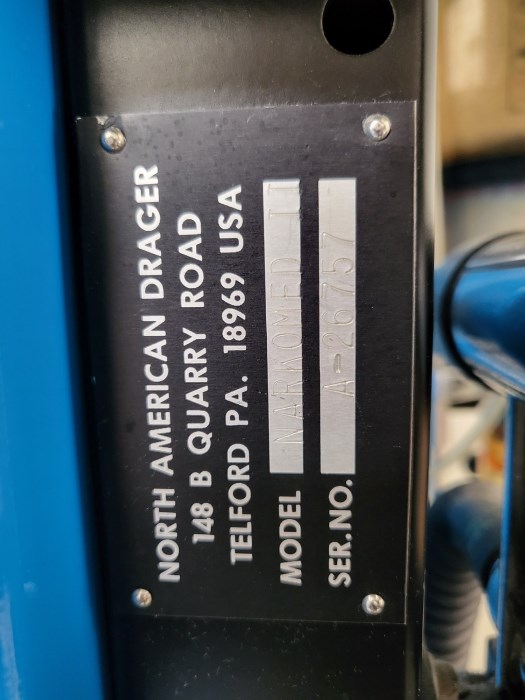 NORTH AMERICAN DRAGER
148 B QUARRY ROAD
TELFORD PA. 18969 USA
MODEL NARKOMED II
SER. NO. A-26757